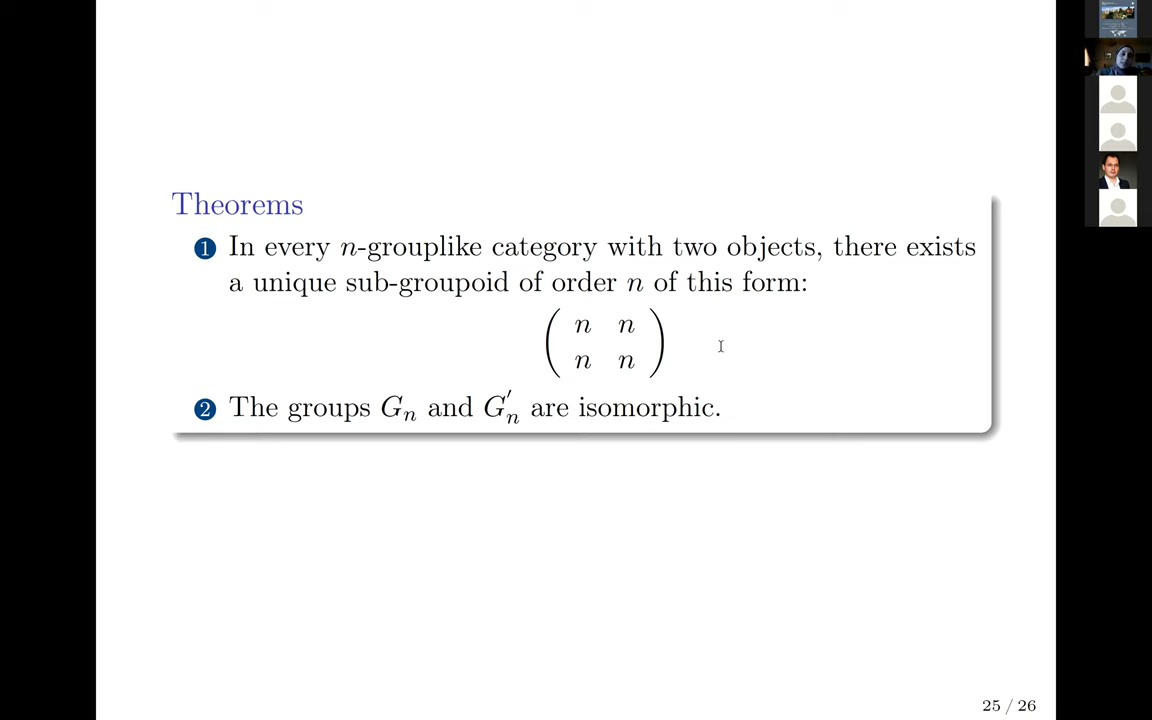 Theorems
1 In every n-grouplike category with two objects, there exists
a unique sub-groupoid of order n of this form:
( n n
n n )
2 The groups Gₙ and G′ₙ are isomorphic.
25 / 26